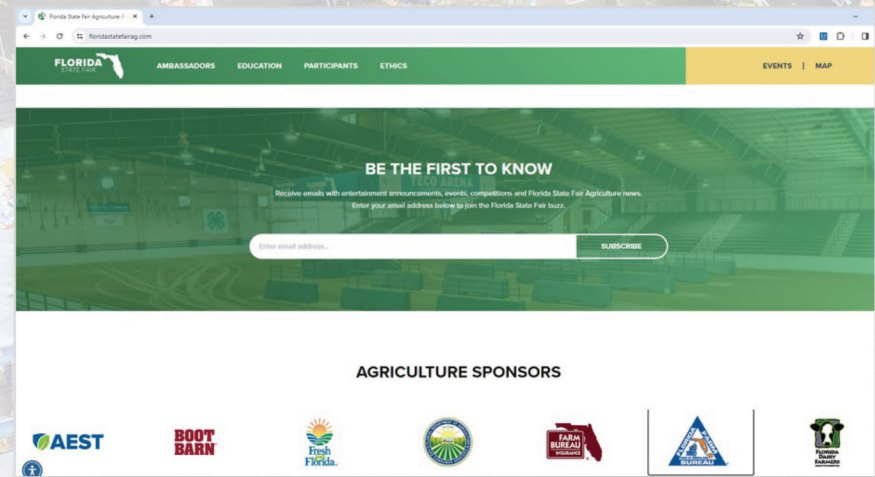 Florida State Fair Agriculture: F
floridastatefairag.com
FLORIDA
STATE FAIR
AMBASSADORS
EDUCATION
PARTICIPANTS
ETHICS
EVENTS | MAP
TECO ARENA
BE THE FIRST TO KNOW
Receive emails with entertainment announcements, events, competitions and Florida State Fair Agriculture news.
Enter your email address below to join the Florida State Fair buzz.
Enter email address...
SUBSCRIBE
AGRICULTURE SPONSORS
AEST
BOOT
BARN
Fresh
from
Florida.
FARM
BUREAU
INSURANCE
FLORIDA
FARM
BUREAU
FLORIDA
DAIRY
FARMERS